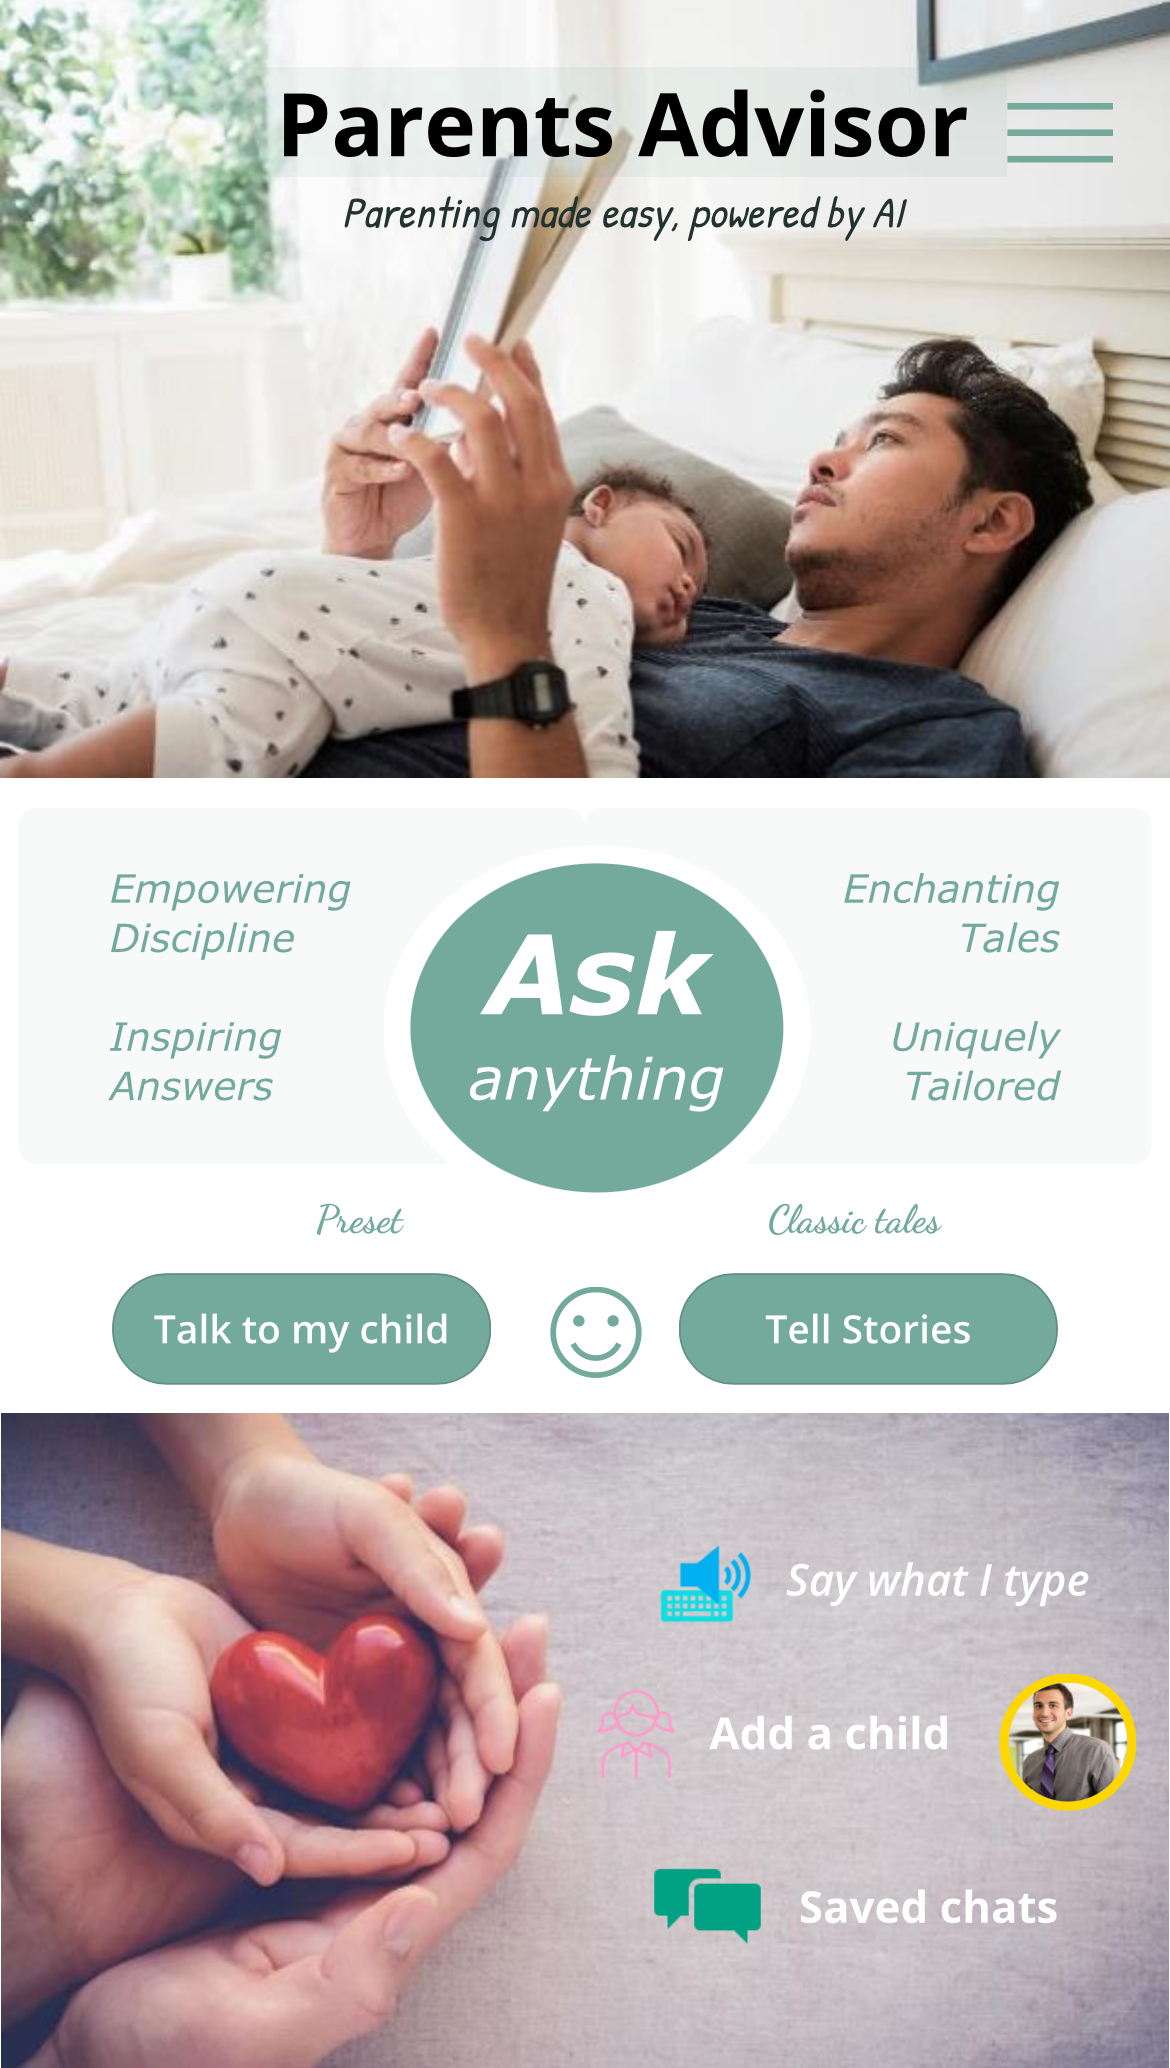 Parents Advisor
Parenting made easy, powered by AI
Empowering
Discipline
Inspiring
Answers
Ask
anything
Enchanting
Tales
Uniquely
Tailored
Preset
Classic tales
Talk to my child
Tell Stories
Say what I type
Add a child
Saved chats